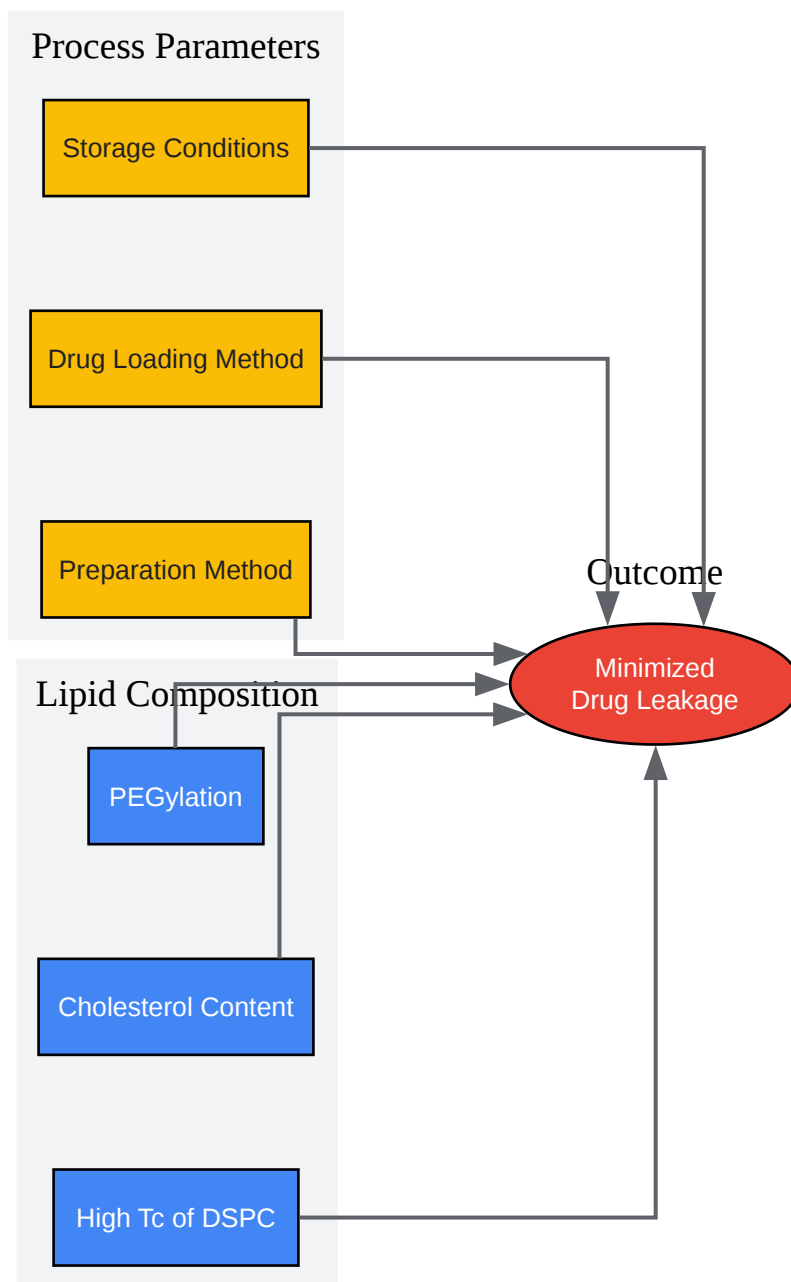 Process Parameters
Storage Conditions
Drug Loading Method
Preparation Method
Outcome
Minimized
Drug Leakage
Lipid Composition
PEGylation
Cholesterol Content
High Tc of DSPC